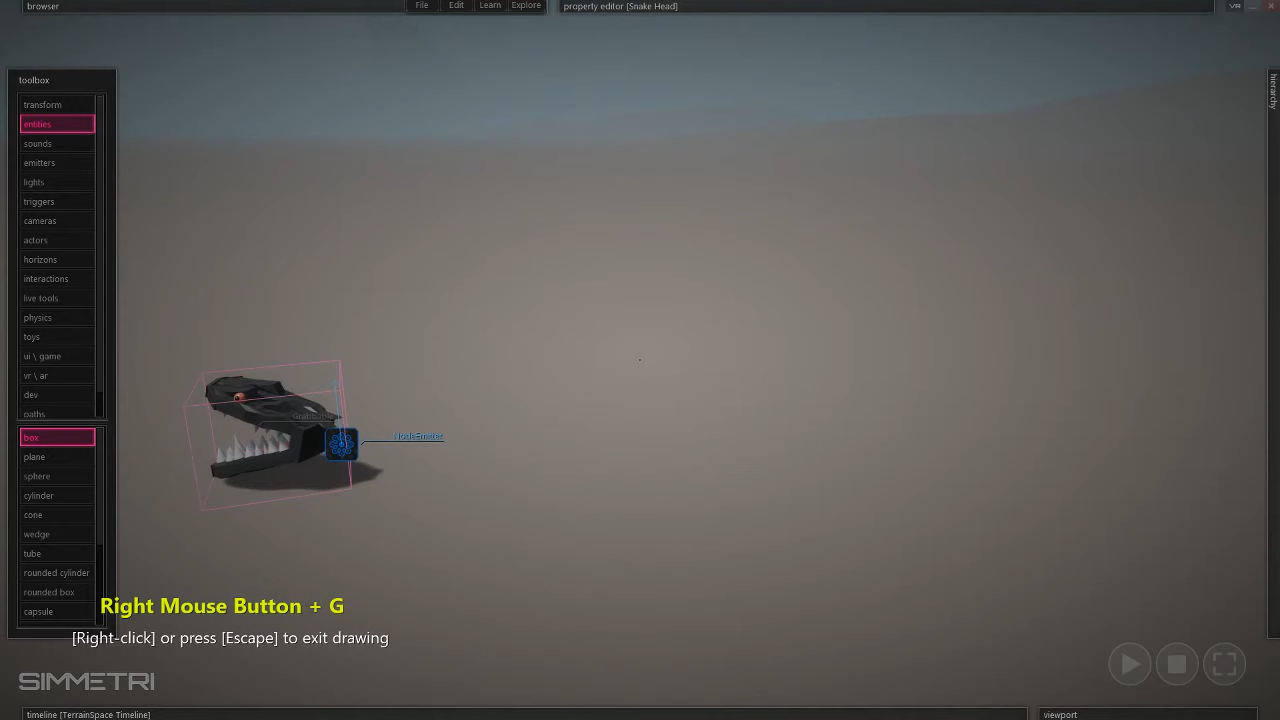 browser
File
Edit
Learn
Explore
property editor [Snake Head]
VR
hierarchy
toolbox
transform
entities
sounds
emitters
lights
triggers
cameras
actors
horizons
interactions
live tools
physics
toys
ui \ game
vr \ ar
dev
paths
box
plane
sphere
cylinder
cone
wedge
tube
rounded cylinder
rounded box
capsule
Grabbable
NodeEmitter
Right Mouse Button + G
[Right-click] or press [Escape] to exit drawing
SIMMETRI
timeline [TerrainSpace Timeline]
viewport